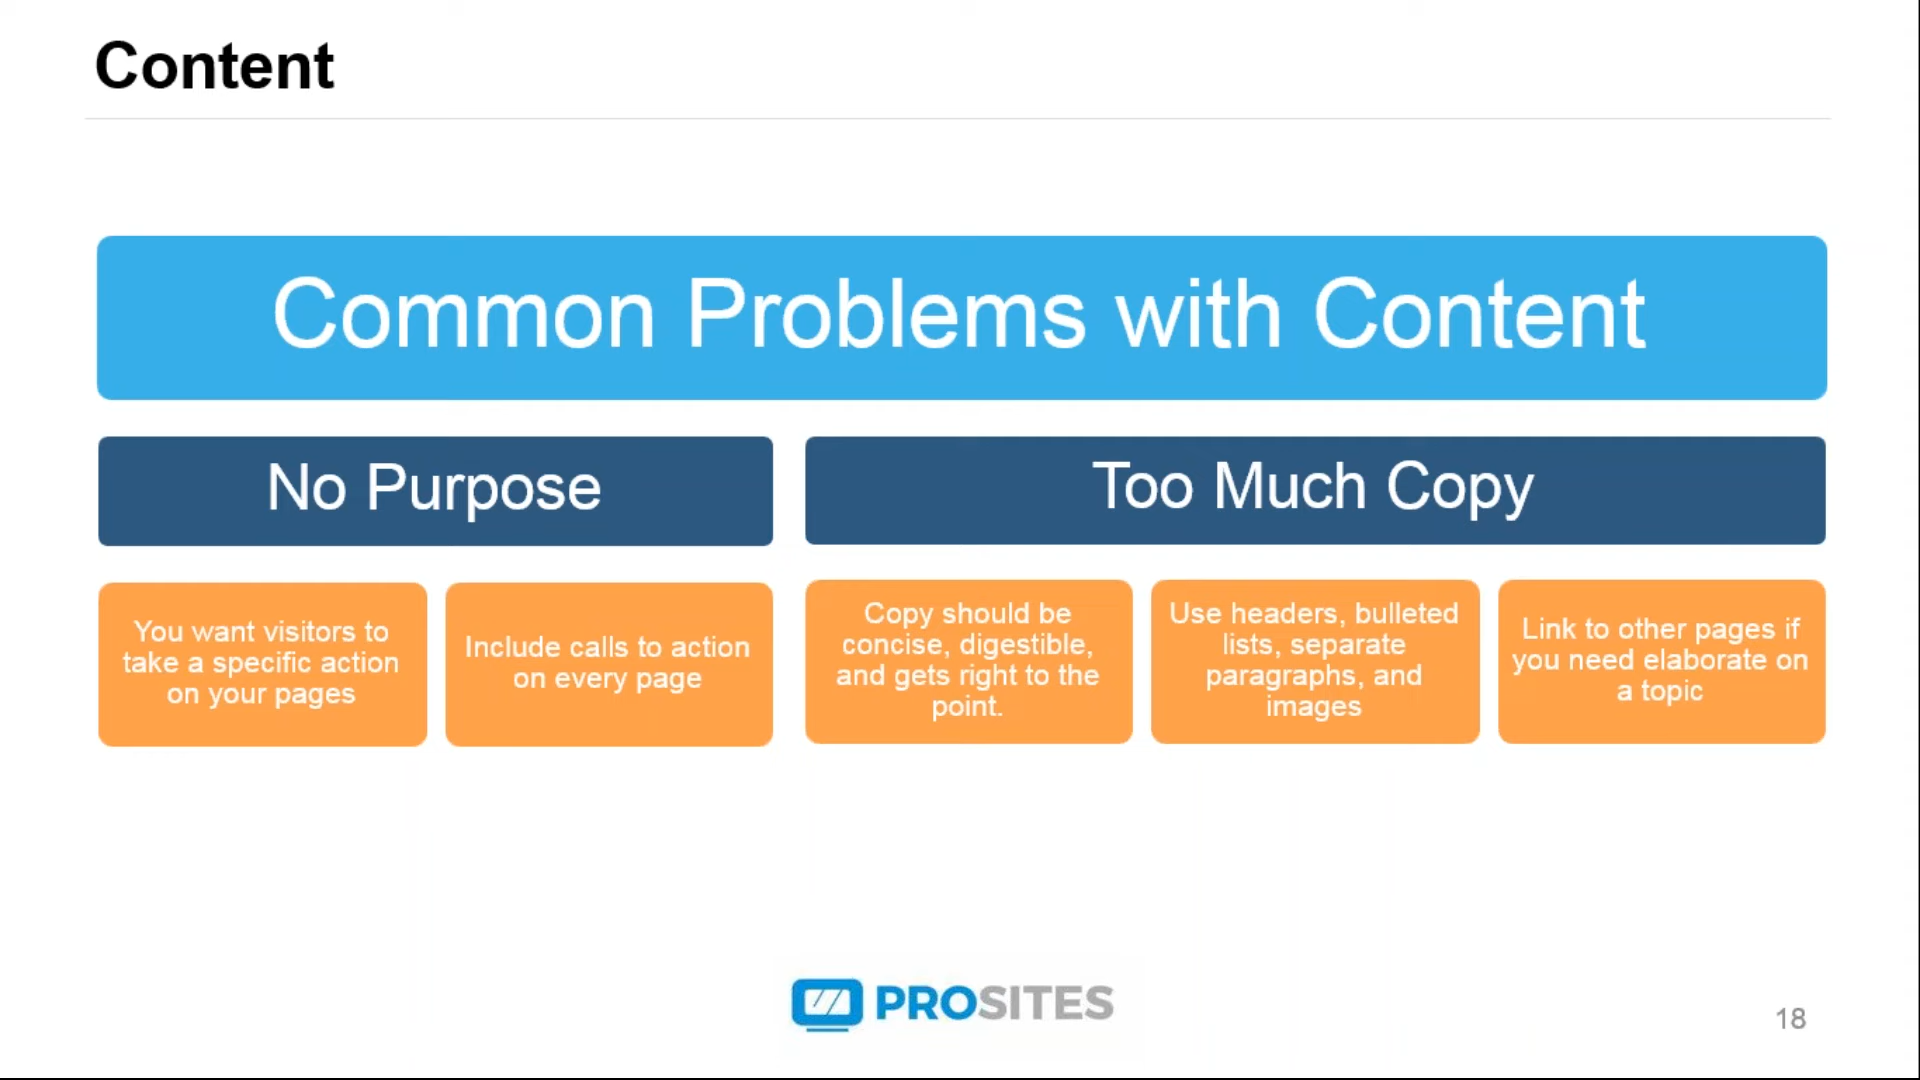 Content
Common Problems with Content
No Purpose
Too Much Copy
You want visitors to
take a specific action
on your pages
Include calls to action
on every page
Copy should be
concise, digestible,
and gets right to the
point.
Use headers, bulleted
lists, separate
paragraphs, and
images
Link to other pages if
you need elaborate on
a topic
PROSITES
18